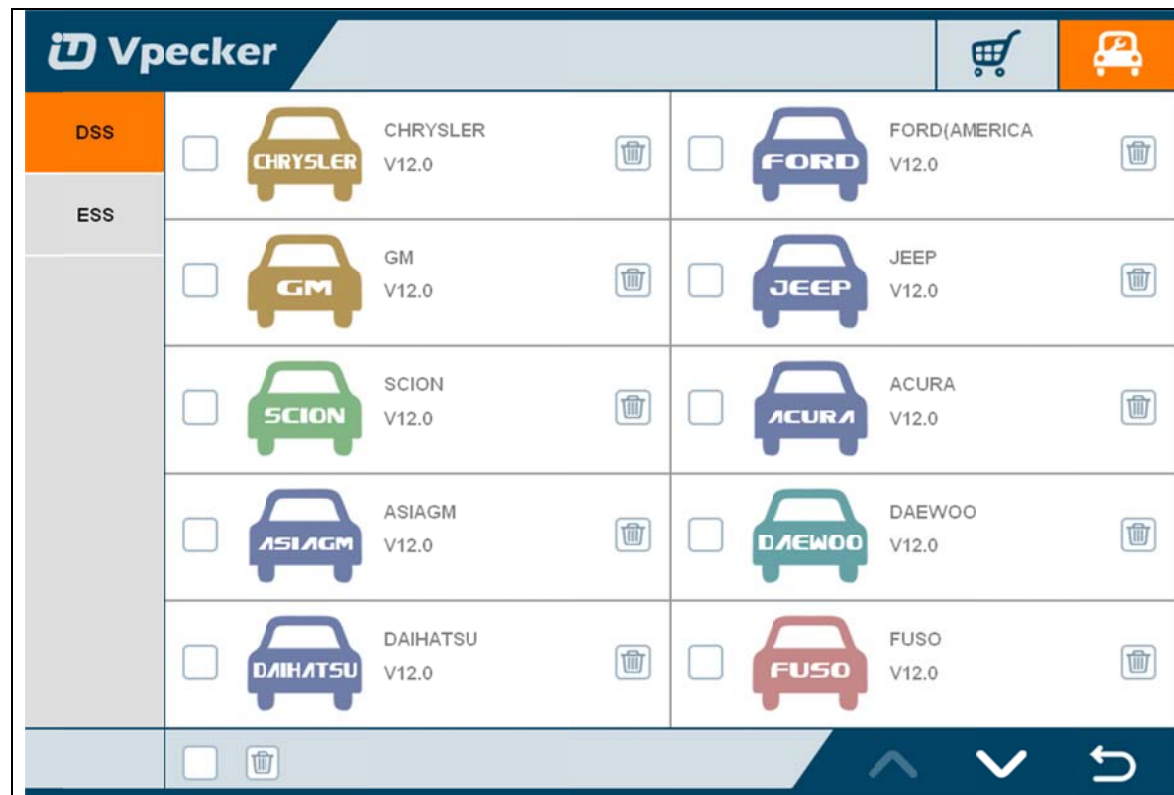 Vpecker
DSS
ESS
CHRYSLER
CHRYSLER
V12.0
FORD
FORD(AMERICA
V12.0
GM
GM
V12.0
JEEP
JEEP
V12.0
SCION
SCION
V12.0
ACURA
ACURA
V12.0
ASIAGM
ASIAGM
V12.0
DAEWOO
DAEWOO
V12.0
DAIHATSU
DAIHATSU
V12.0
FUSO
FUSO
V12.0